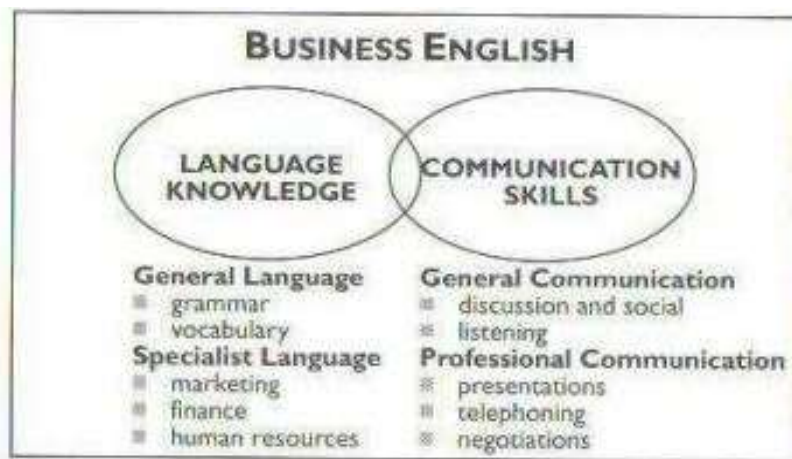 BUSINESS ENGLISH
LANGUAGE
KNOWLEDGE
COMMUNICATION
SKILLS
General Language
grammar
vocabulary
Specialist Language
marketing
finance
human resources
General Communication
discussion and social
listening
Professional Communication
presentations
telephoning
negotiations